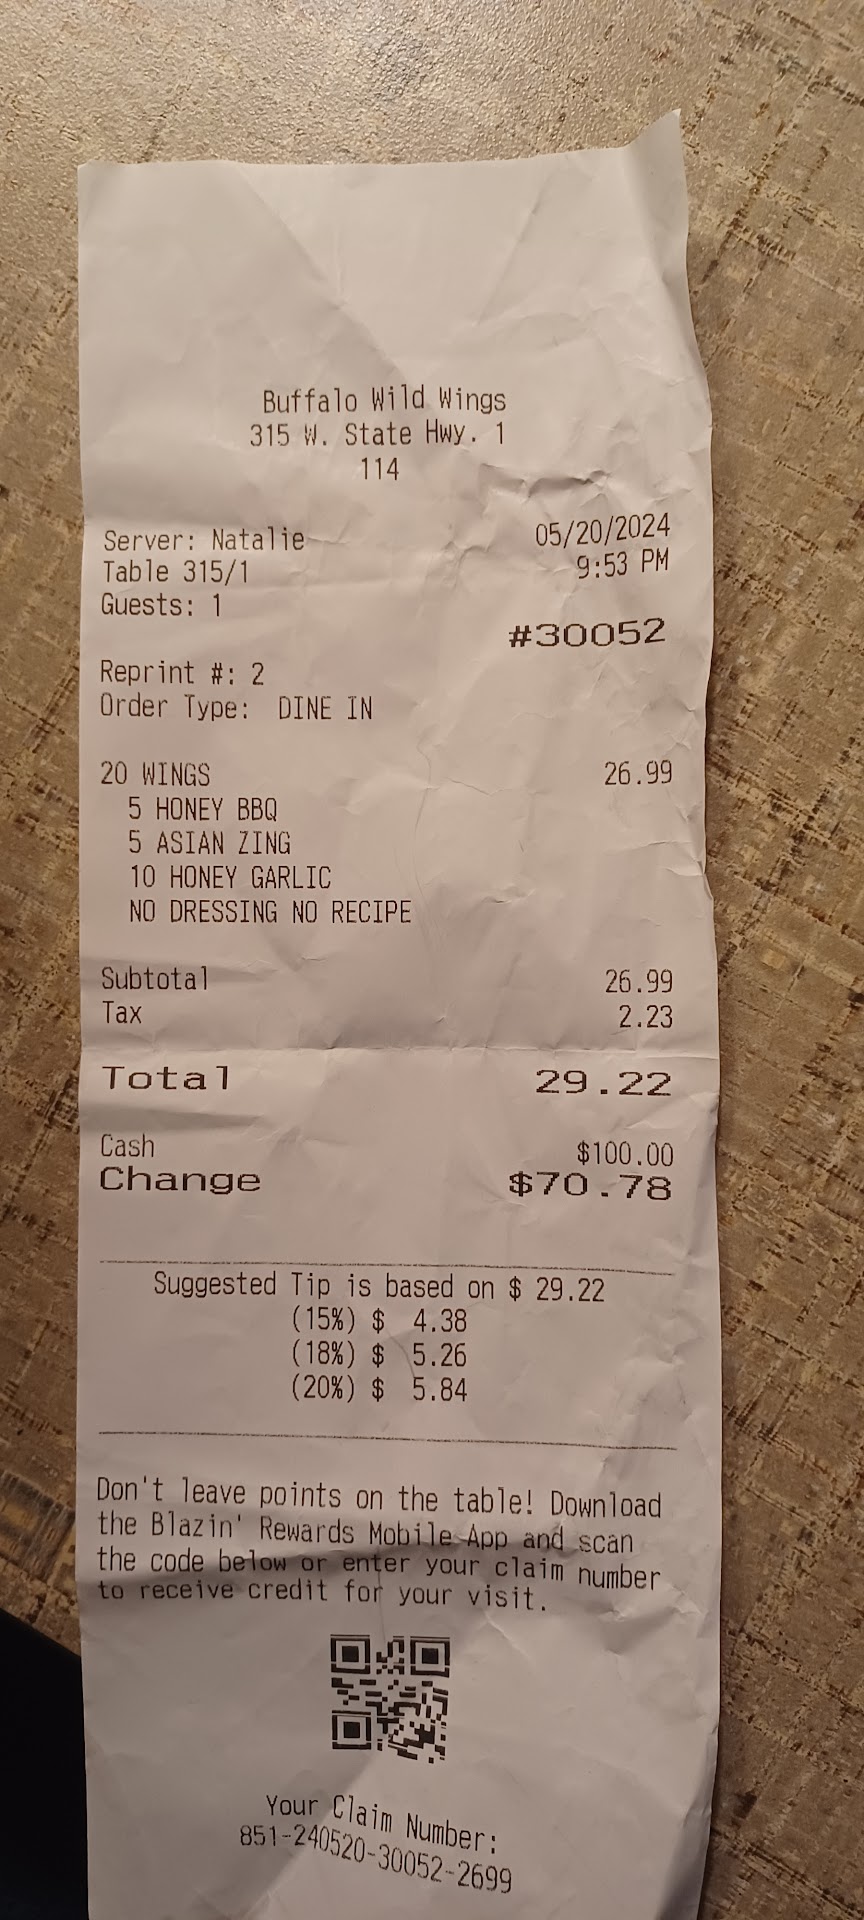 Buffalo Wild Wings
315 W. State Hwy. 1
114
Server: Natalie 05/20/2024
Table 315/1 9:53 PM
Guests: 1
#30052
Reprint #: 2
Order Type: DINE IN
20 WINGS 26.99
5 HONEY BBQ
5 ASIAN ZING
10 HONEY GARLIC
NO DRESSING NO RECIPE
Subtotal 26.99
Tax 2.23
Total 29.22
Cash $100.00
Change $70.78
Suggested Tip is based on $ 29.22
(15%) $ 4.38
(18%) $ 5.26
(20%) $ 5.84
Don't leave points on the table! Download
the Blazin' Rewards Mobile App and scan
the code below or enter your claim number
to receive credit for your visit.
Your Claim Number:
851-240520-30052-2699